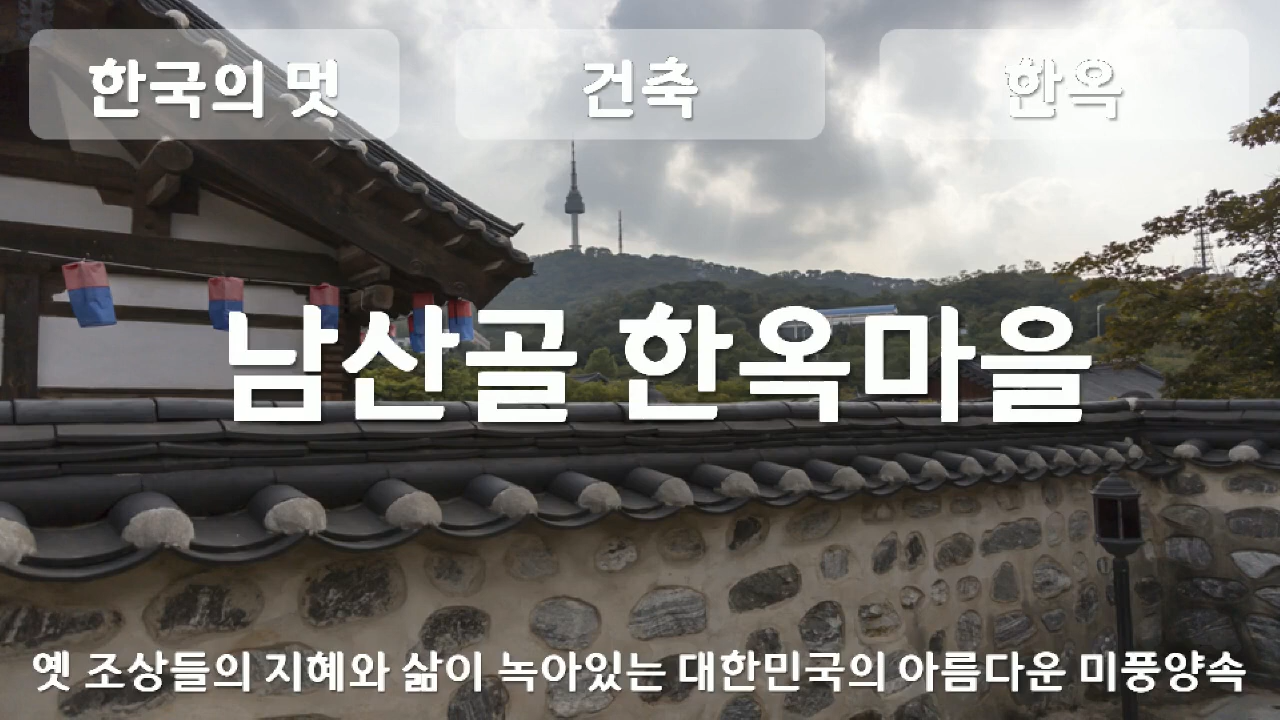 한국의 멋
건축
한옥
남산골 한옥마을
옛 조상들의 지혜와 삶이 녹아있는 대한민국의 아름다운 미풍양속